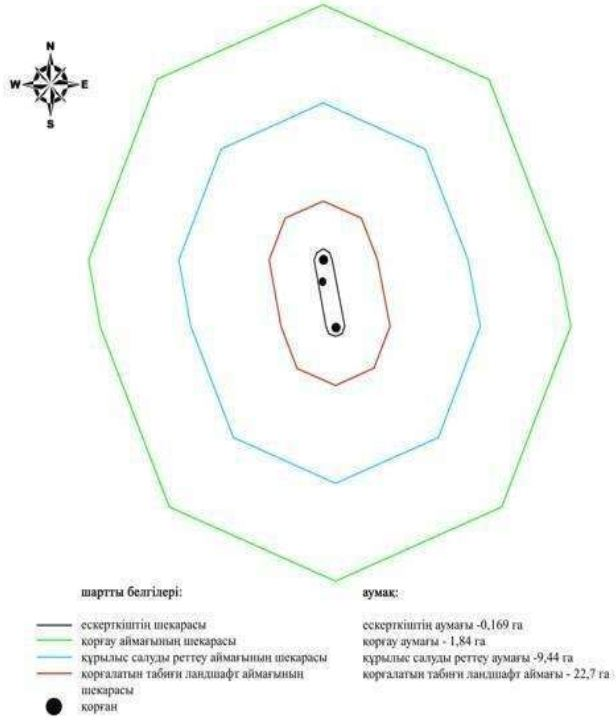 N
W E
S
шартты белгілері:
ескерткіштің шекарасы
қорғау аймағының шекарасы
құрылыс салуды реттеу аймағының шекарасы
қорғалатын табиғи ландшафт аймағының
шекарасы
қорған
аумақ:
ескерткіштің аумағы -0,169 га
қорғау аумағы - 1,84 га
құрылыс салуды реттеу аумағы -9,44 га
қорғалатын табиғи ландшафт аймағы - 22,7 га